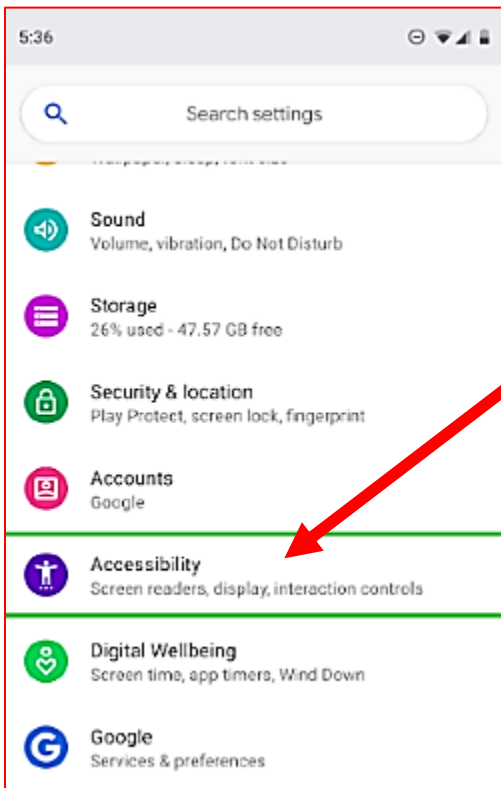 5:36
Search settings
Sound
Volume, vibration, Do Not Disturb
Storage
26% used - 47.57 GB free
Security & location
Play Protect, screen lock, fingerprint
Accounts
Google
Accessibility
Screen readers, display, interaction controls
Digital Wellbeing
Screen time, app timers, Wind Down
G
Google
Services & preferences